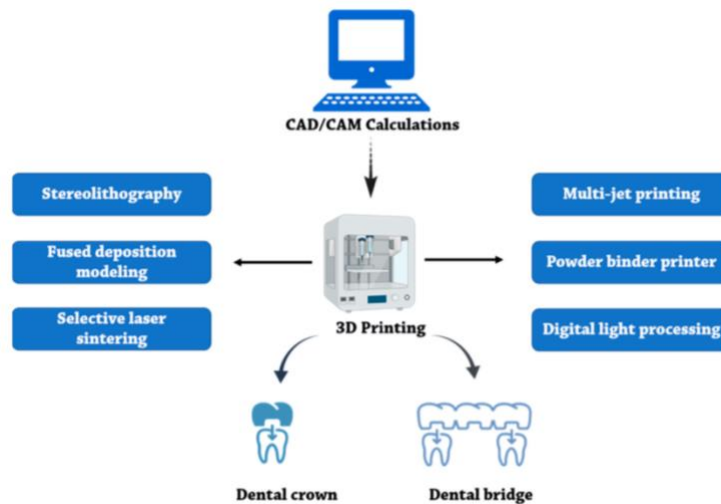 CAD/CAM Calculations
Stereolithography
Multi-jet printing
Fused deposition
modeling
Powder binder printer
Selective laser
sintering
Digital light processing
3D Printing
Dental crown
Dental bridge